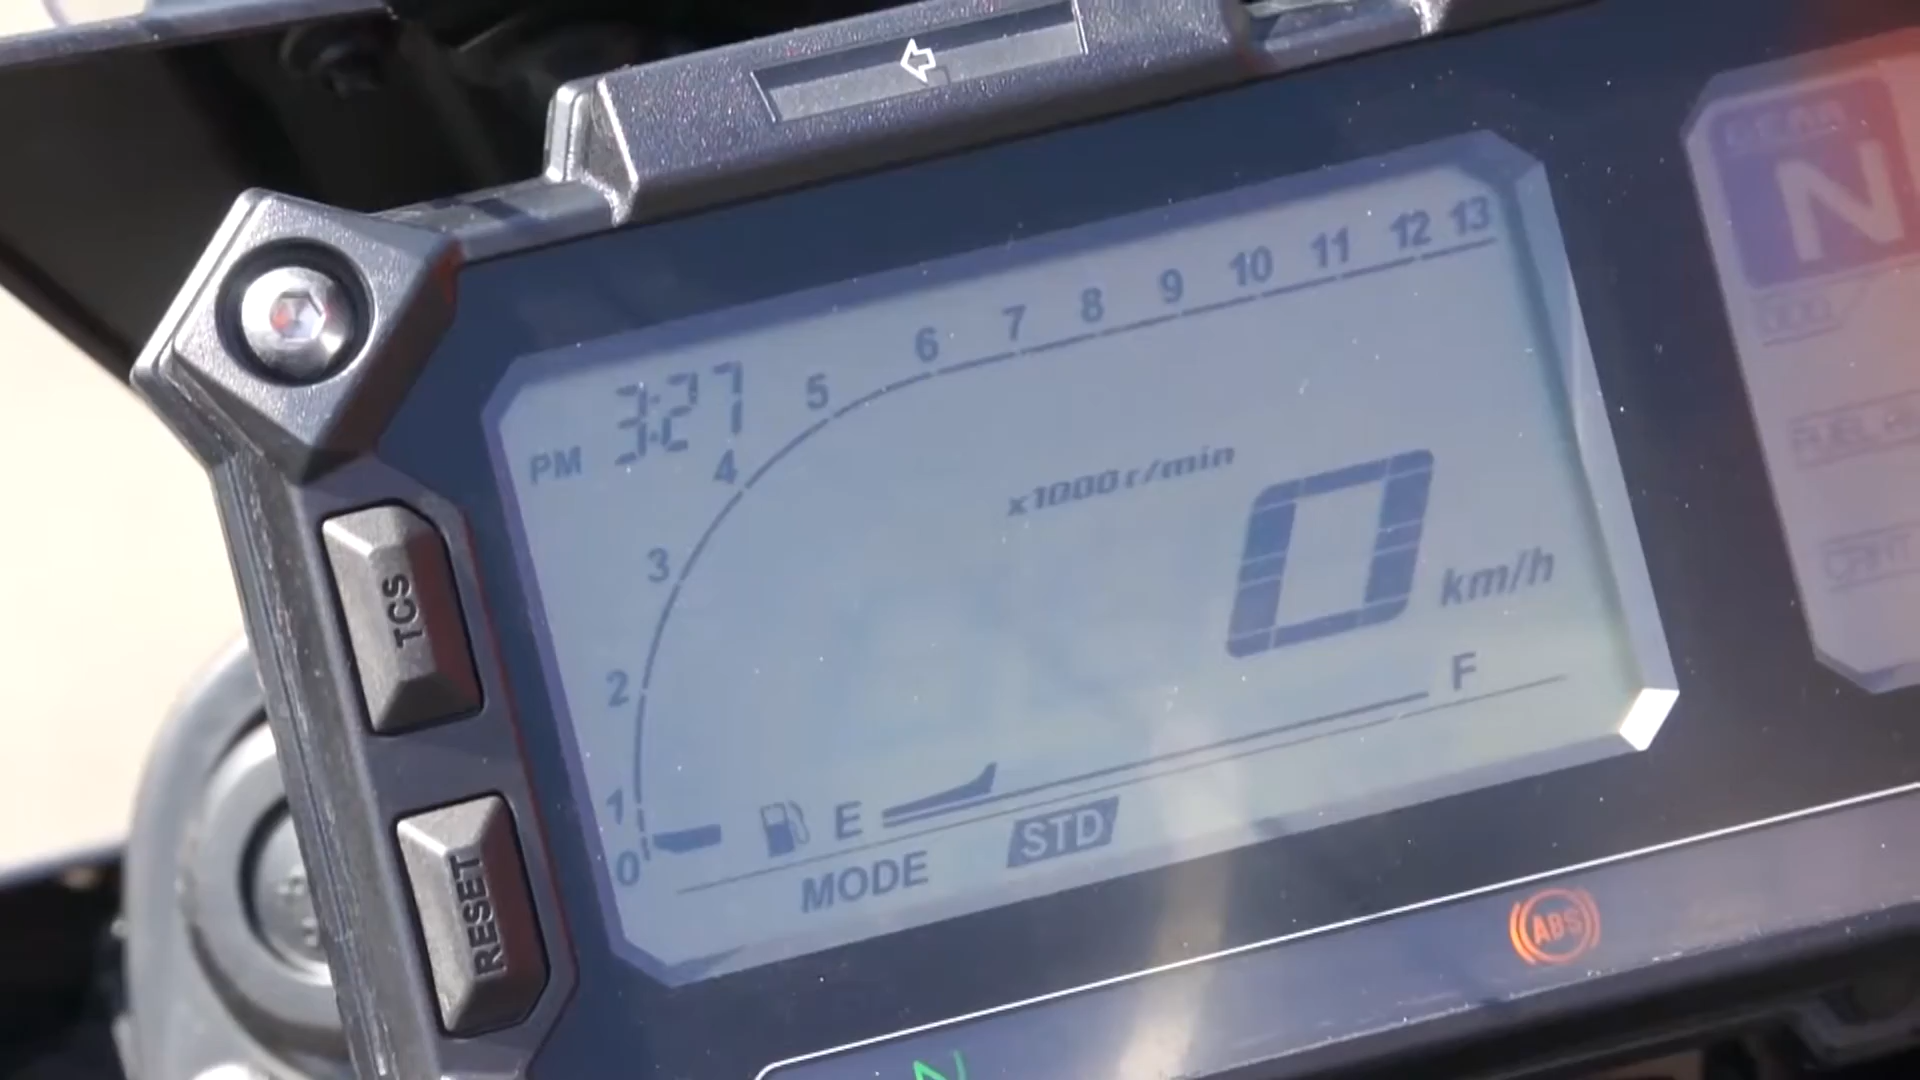 GEAR
N
13
12
11
10
9
8
7
6
5
PM 3:27
4
x1000 r/min
3
0 km/h
TCS
2
F
1
E
0
MODE STD
RESET
ABS
N